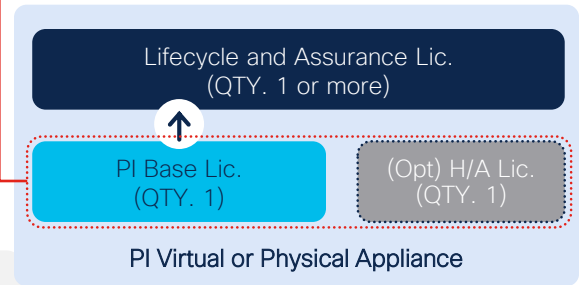 Lifecycle and Assurance Lic.
(QTY. 1 or more)
PI Base Lic.
(QTY. 1)
(Opt) H/A Lic.
(QTY. 1)
PI Virtual or Physical Appliance